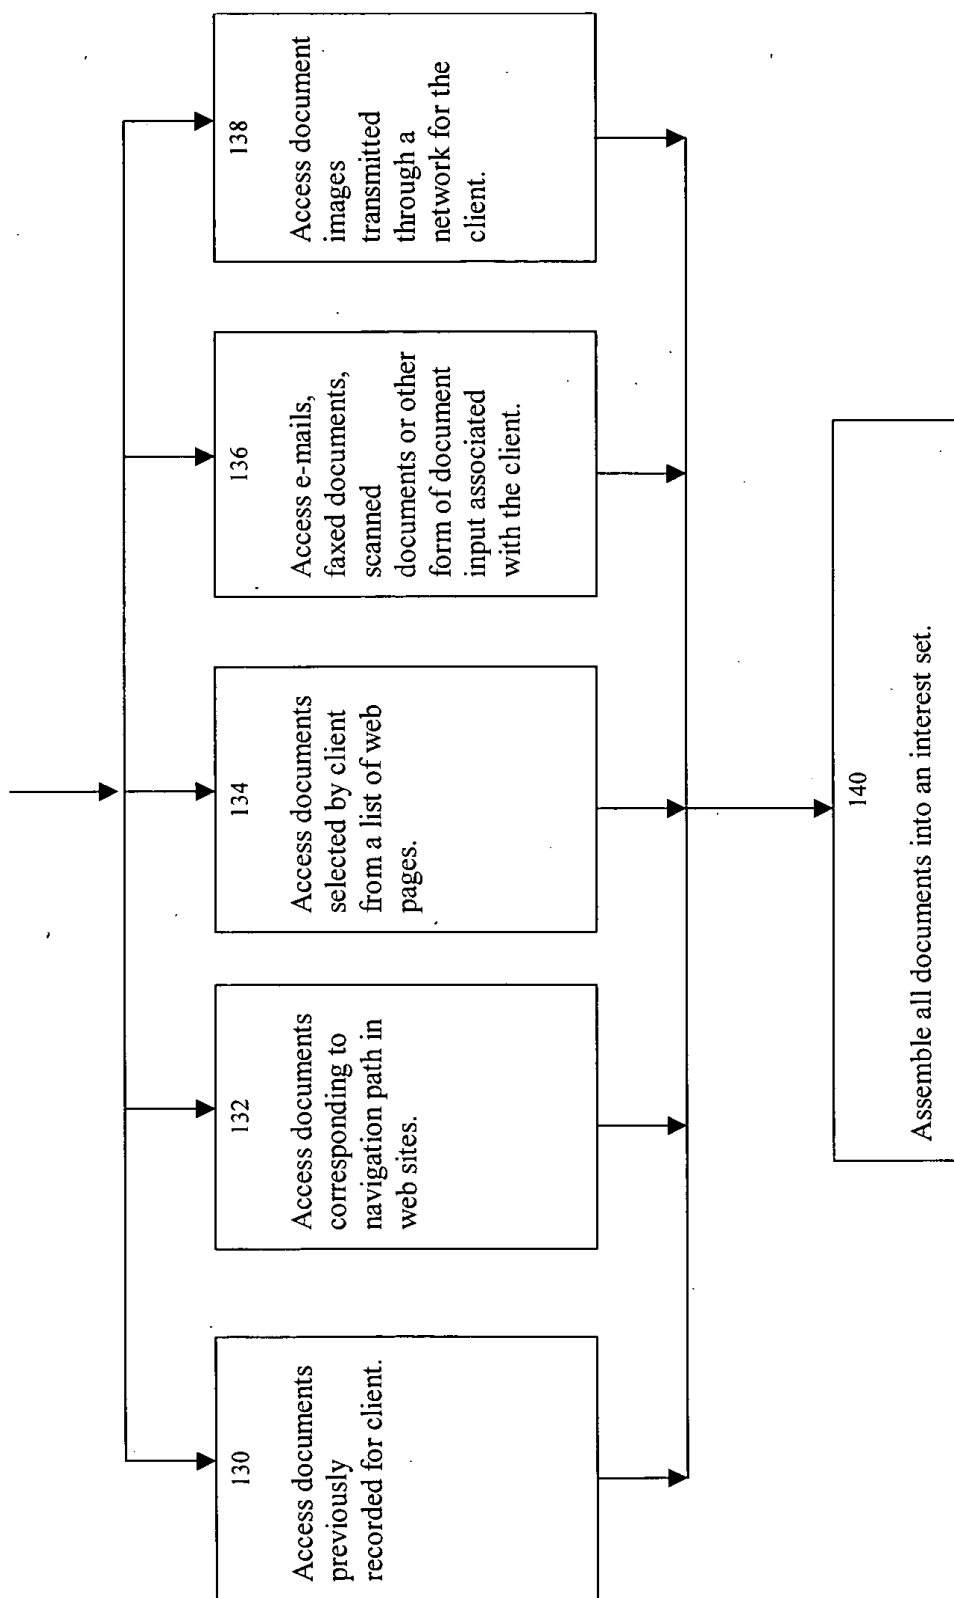 130
Access documents
previously
recorded for client.
132
Access documents
corresponding to
navigation path in
web sites.
134
Access documents
selected by client
from a list of web
pages.
136
Access e-mails,
faxed documents,
scanned
documents or other
form of document
input associated
with the client.
138
Access document
images
transmitted
through a
network for the
client.
140
Assemble all documents into an interest set.